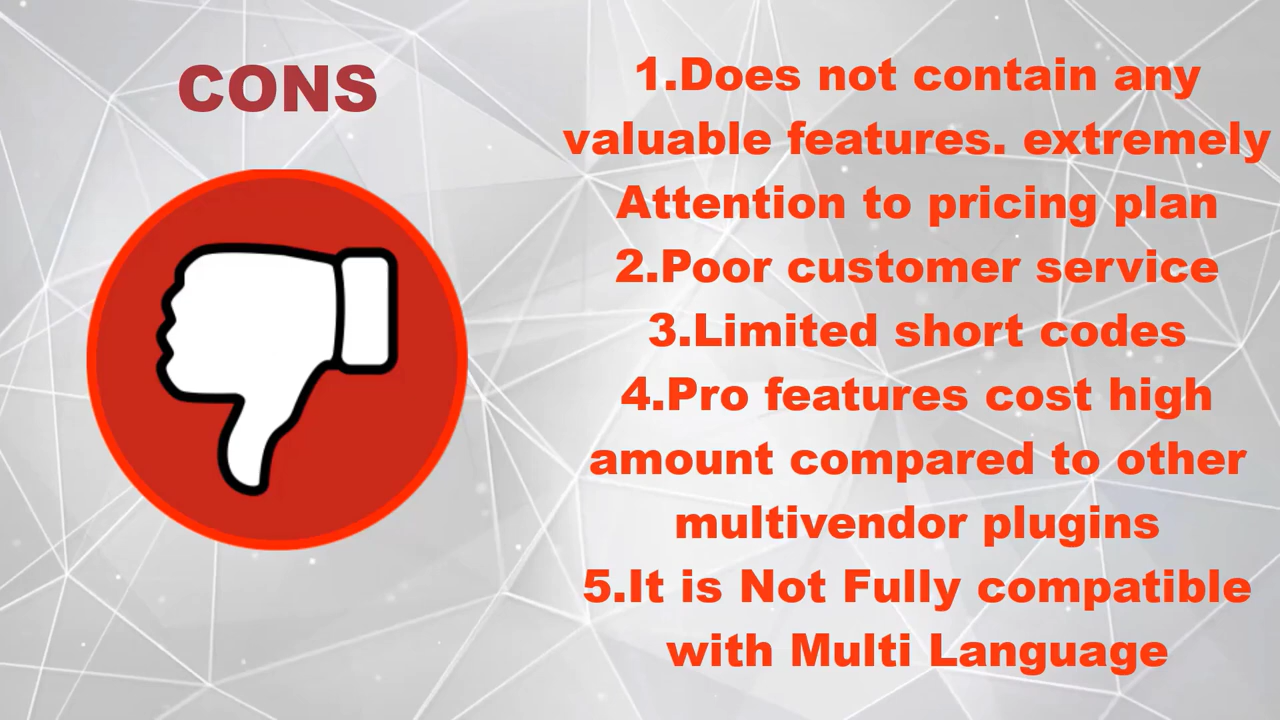 CONS
1.Does not contain any
valuable features. extremely
Attention to pricing plan
2.Poor customer service
3.Limited short codes
4.Pro features cost high
amount compared to other
multivendor plugins
5.It is Not Fully compatible
with Multi Language